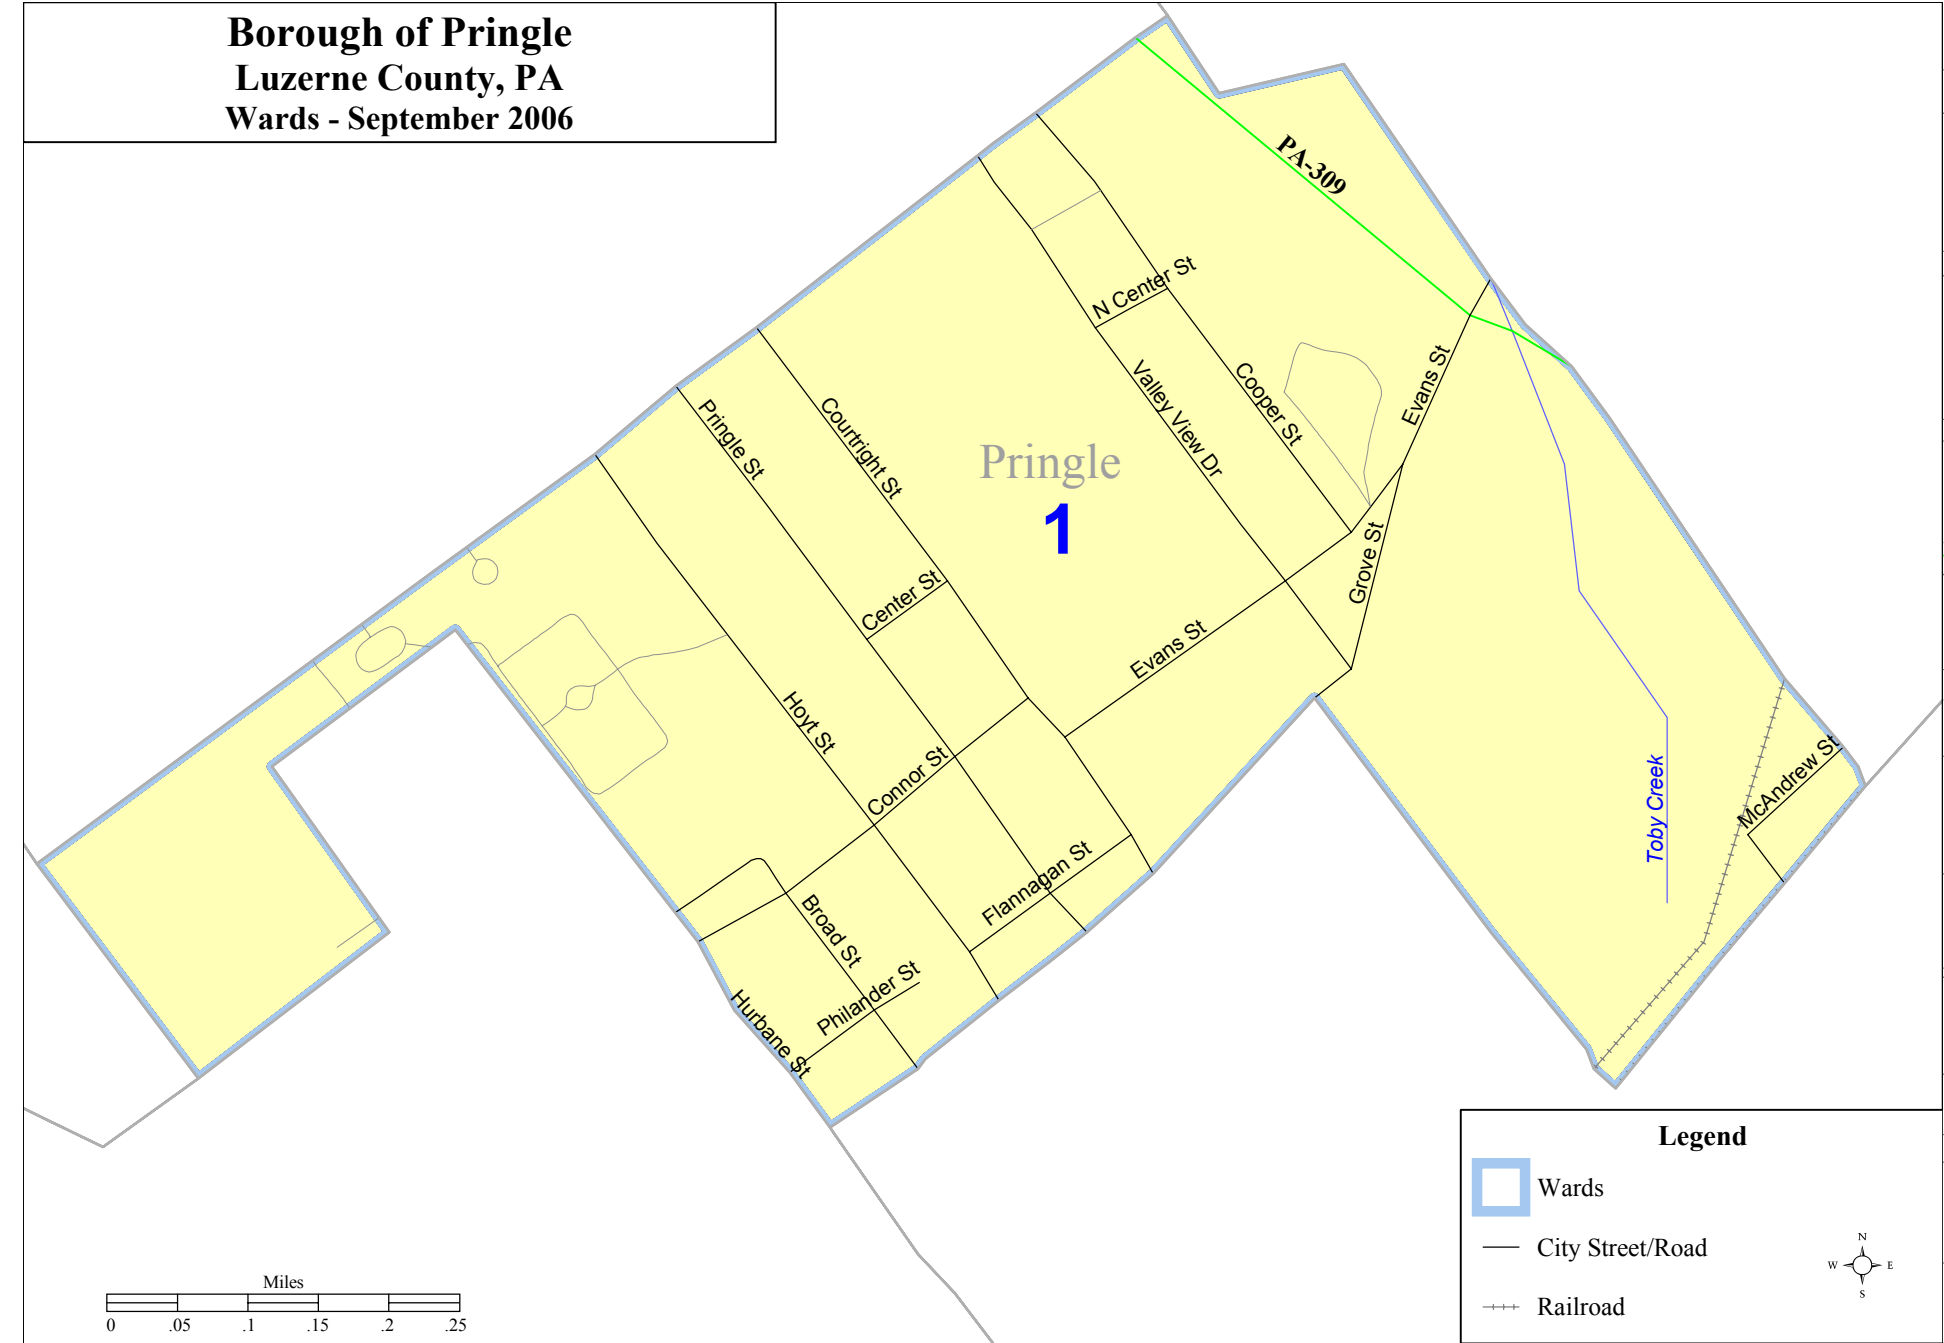 Borough of Pringle
Luzerne County, PA
Wards - September 2006
PA-309
N Center St
Evans St
Cooper St
Valley View Dr
Courtright St
Pringle St
Pringle
1
Grove St
Center St
Evans St
Hoyt St
Connor St
McAndrew St
Toby Creek
Flannagan St
Broad St
Philander St
Hurbane St
Legend
Wards
City Street/Road
Railroad
N
W E
S
Miles
0 .05 .1 .15 .2 .25